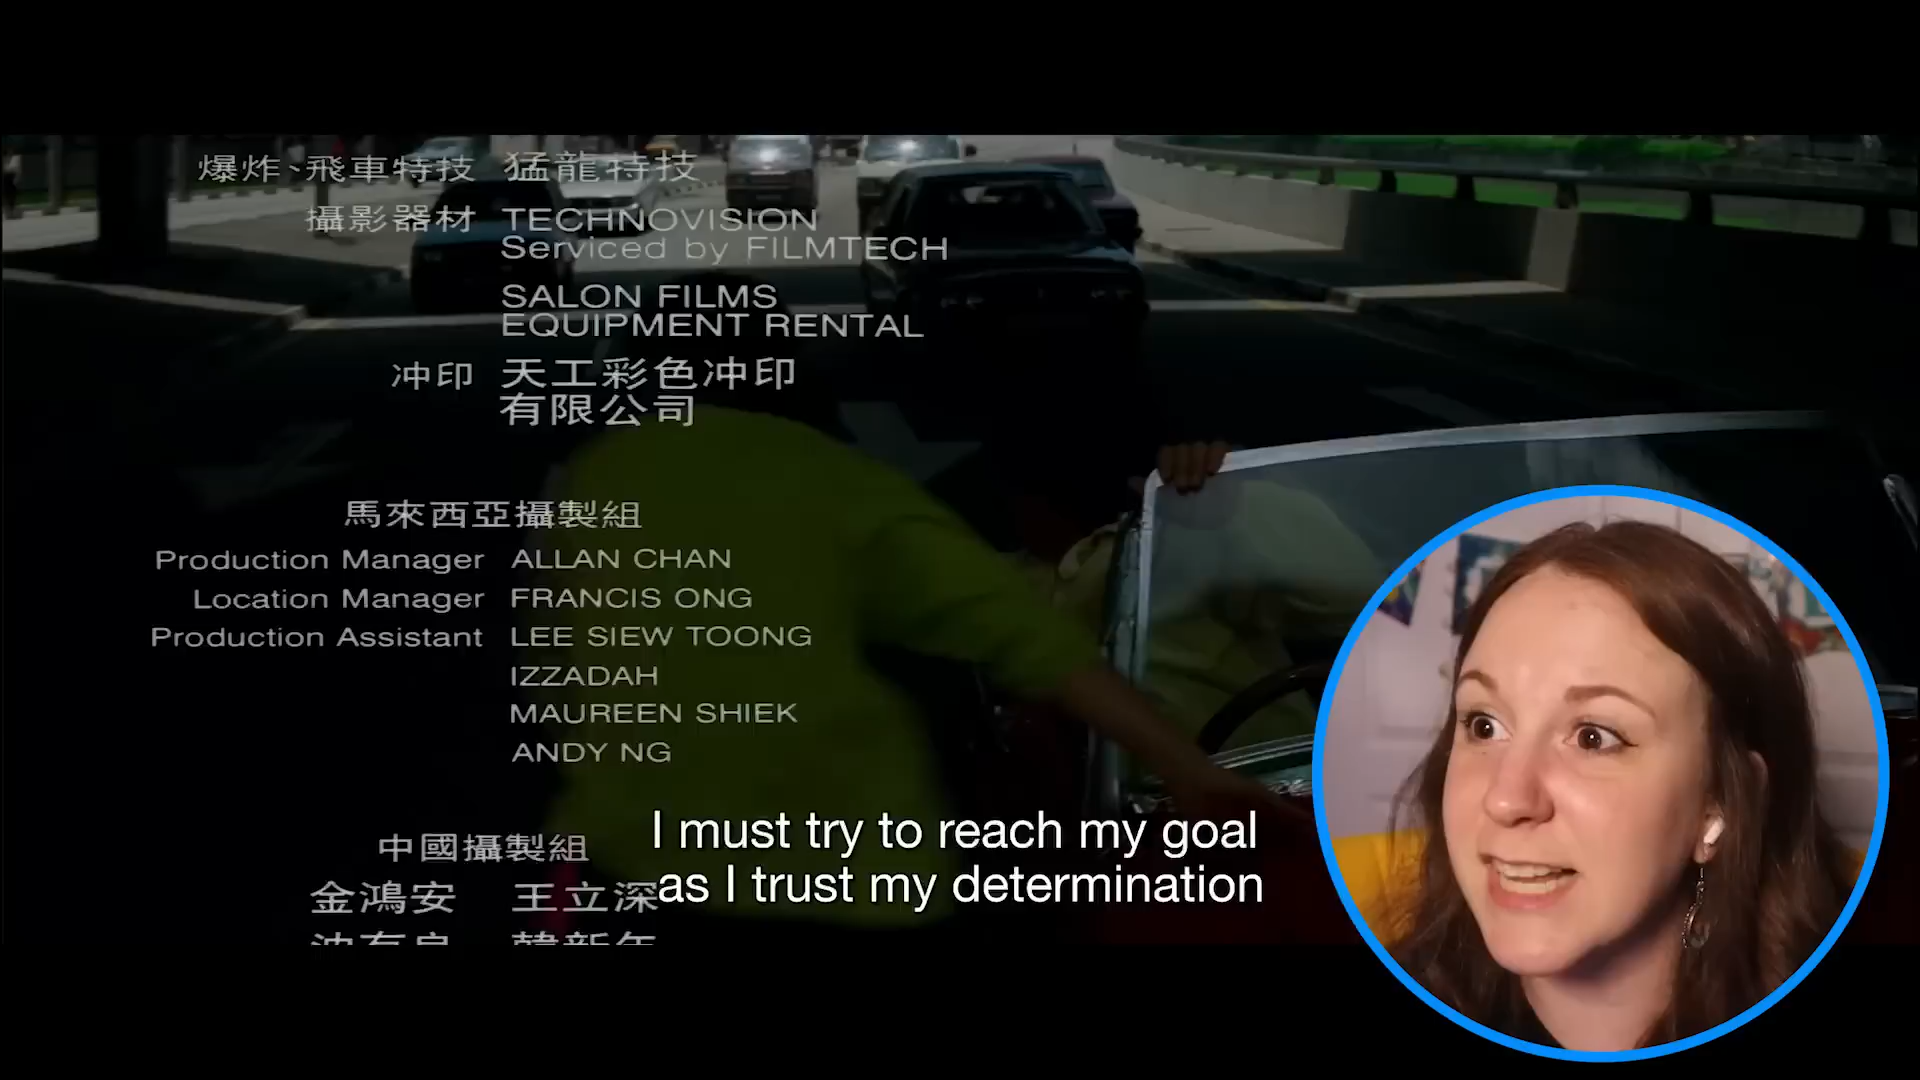 爆炸、飛車特技 猛龍特技
攝影器材 TECHNOVISION
Serviced by FILMTECH
SALON FILMS
EQUIPMENT RENTAL
冲印 天工彩色冲印
有限公司
馬來西亞攝製組
Production Manager ALLAN CHAN
Location Manager FRANCIS ONG
Production Assistant LEE SIEW TOONG
IZZADAH
MAUREEN SHIEK
ANDY NG
中國攝製組
金鴻安 王立深
I must try to reach my goal
as I trust my determination